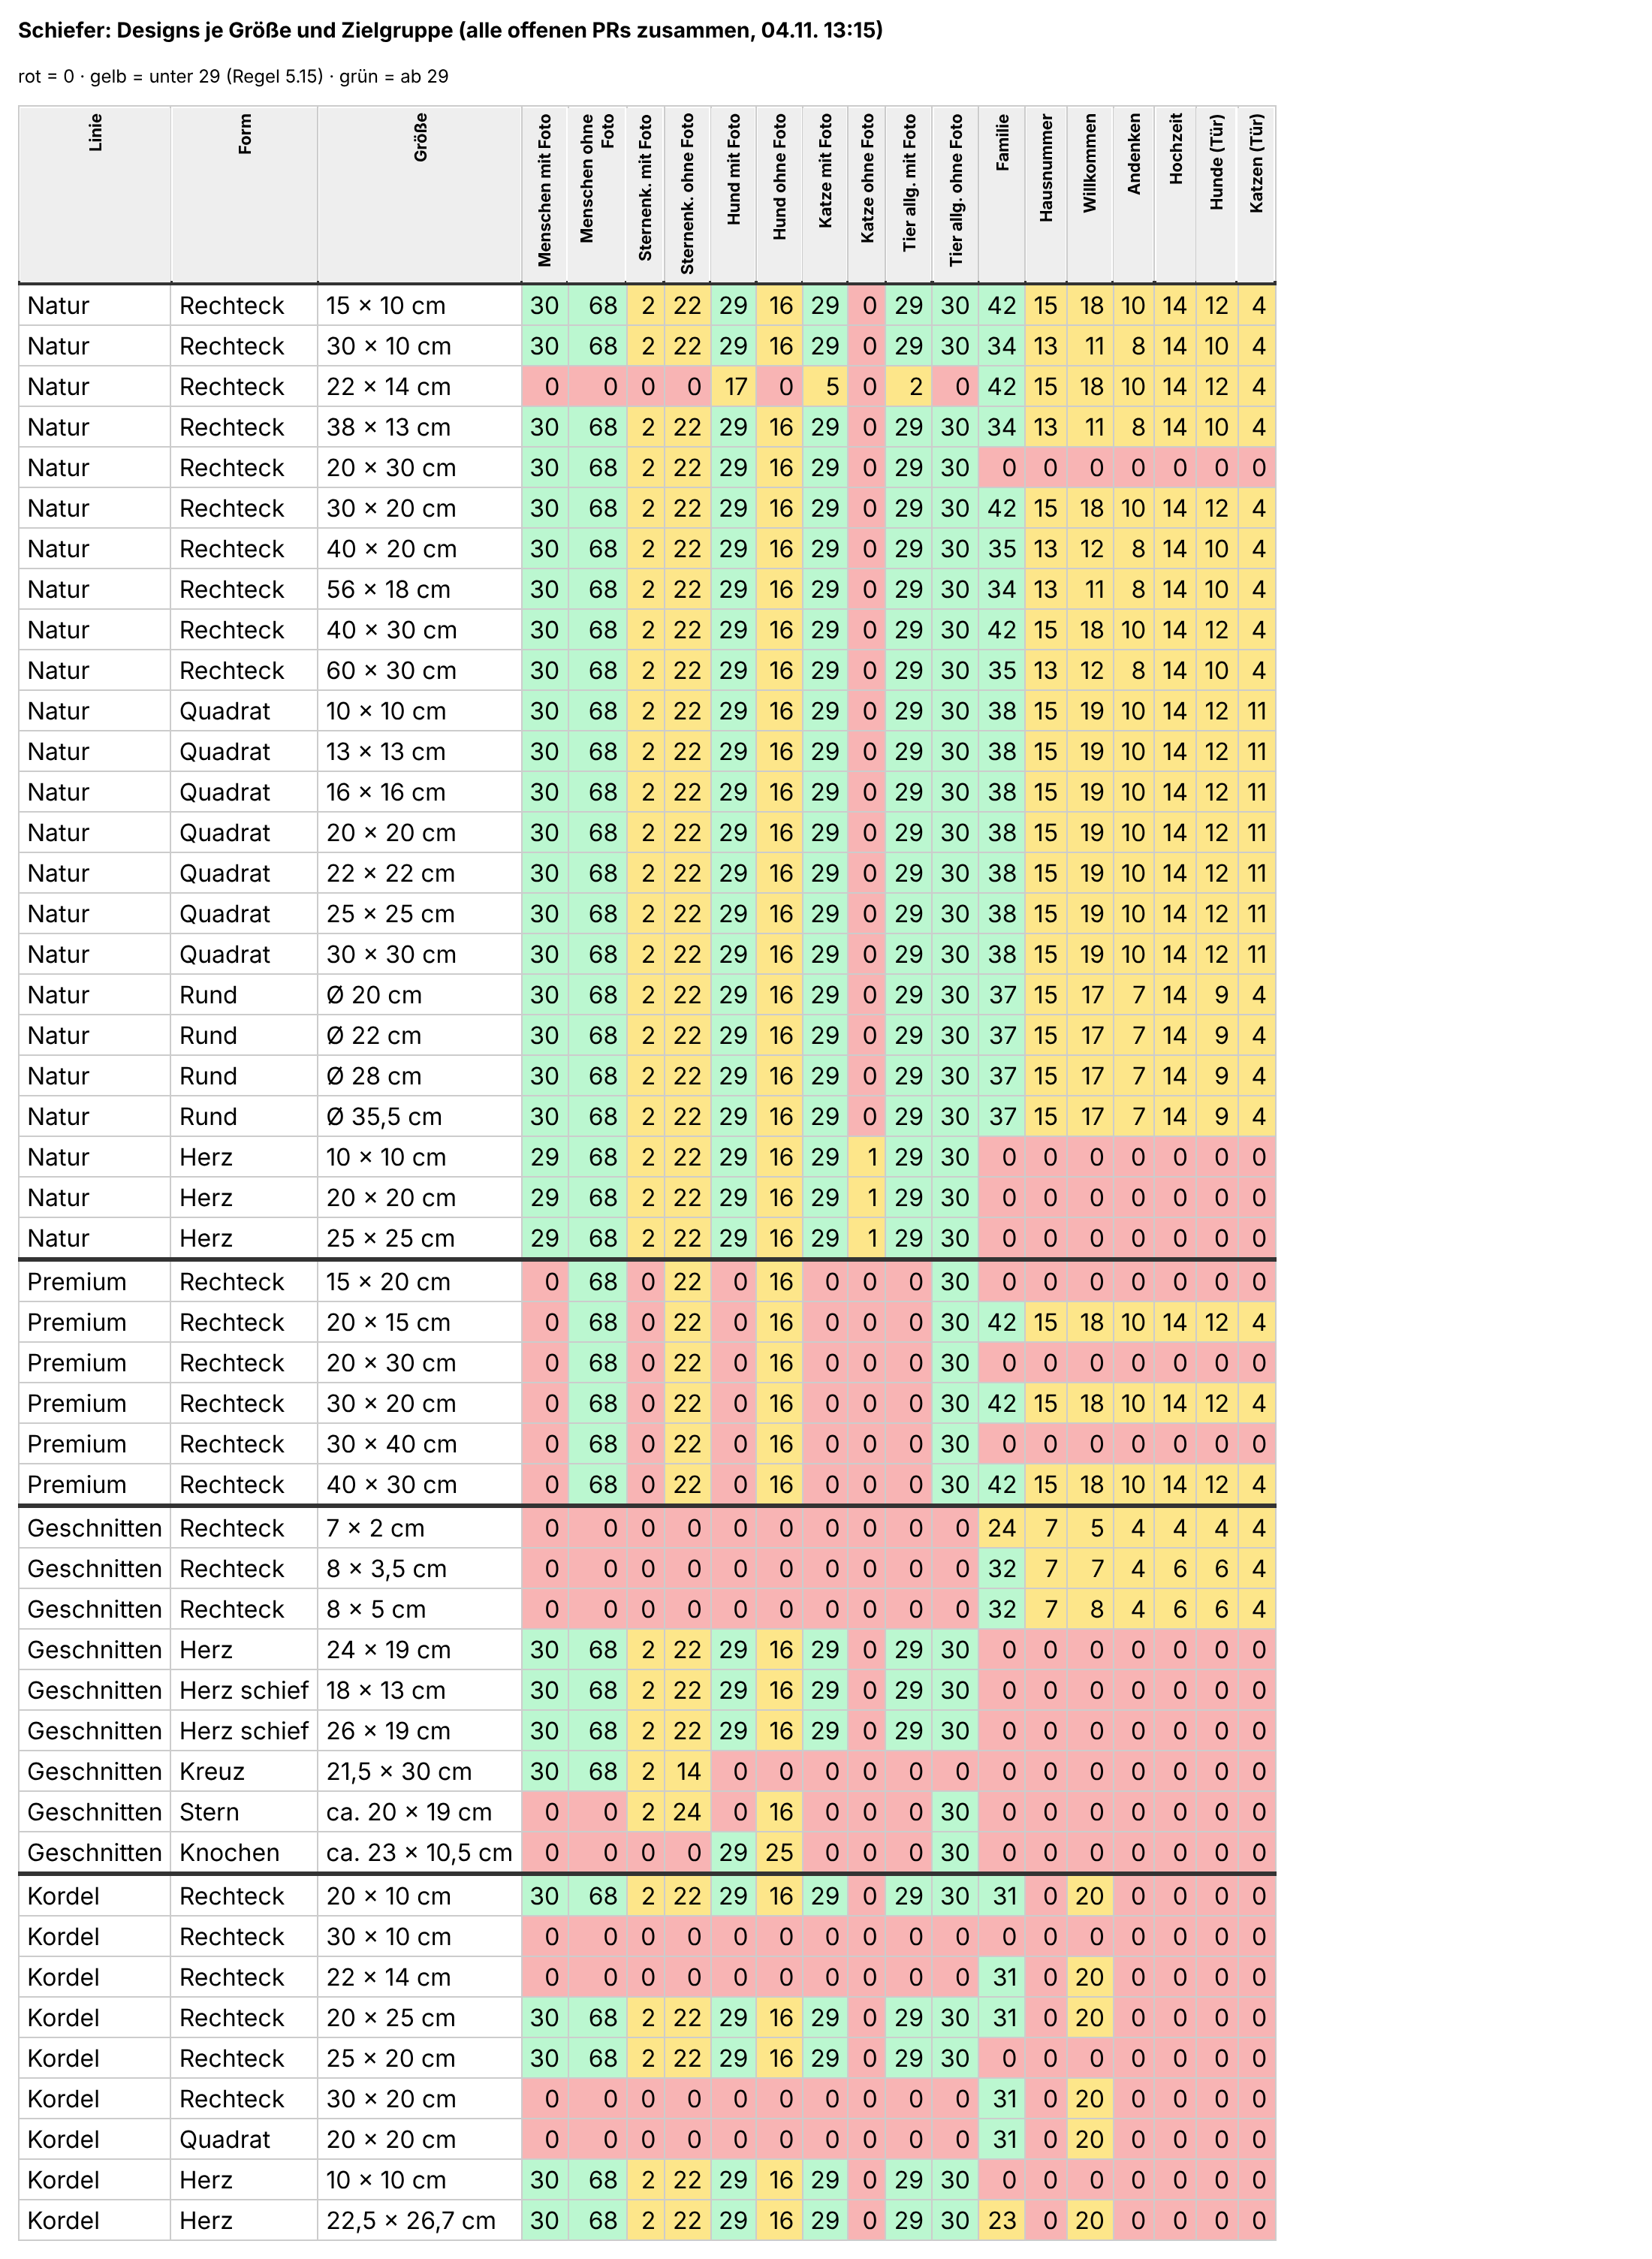 Schiefer: Designs je Größe und Zielgruppe (alle offenen PRs zusammen, 04.11. 13:15)
rot = 0 · gelb = unter 29 (Regel 5.15) · grün = ab 29
Linie Form Größe Menschen mit Foto Menschen ohne Foto Sternenk. mit Foto Sternenk. ohne Foto Hund mit Foto Hund ohne Foto Katze mit Foto Katze ohne Foto Tier allg. mit Foto Tier allg. ohne Foto Familie Hausnummer Willkommen Andenken Hochzeit Hunde (Tür) Katzen (Tür)
Natur Rechteck 15 × 10 cm 30 68 2 22 29 16 29 0 29 30 42 15 18 10 14 12 4
Natur Rechteck 30 × 10 cm 30 68 2 22 29 16 29 0 29 30 34 13 11 8 14 10 4
Natur Rechteck 22 × 14 cm 0 0 0 0 17 0 5 0 2 0 42 15 18 10 14 12 4
Natur Rechteck 38 × 13 cm 30 68 2 22 29 16 29 0 29 30 34 13 11 8 14 10 4
Natur Rechteck 20 × 30 cm 30 68 2 22 29 16 29 0 29 30 0 0 0 0 0 0 0
Natur Rechteck 30 × 20 cm 30 68 2 22 29 16 29 0 29 30 42 15 18 10 14 12 4
Natur Rechteck 40 × 20 cm 30 68 2 22 29 16 29 0 29 30 35 13 12 8 14 10 4
Natur Rechteck 56 × 18 cm 30 68 2 22 29 16 29 0 29 30 34 13 11 8 14 10 4
Natur Rechteck 40 × 30 cm 30 68 2 22 29 16 29 0 29 30 42 15 18 10 14 12 4
Natur Rechteck 60 × 30 cm 30 68 2 22 29 16 29 0 29 30 35 13 12 8 14 10 4
Natur Quadrat 10 × 10 cm 30 68 2 22 29 16 29 0 29 30 38 15 19 10 14 12 11
Natur Quadrat 13 × 13 cm 30 68 2 22 29 16 29 0 29 30 38 15 19 10 14 12 11
Natur Quadrat 16 × 16 cm 30 68 2 22 29 16 29 0 29 30 38 15 19 10 14 12 11
Natur Quadrat 20 × 20 cm 30 68 2 22 29 16 29 0 29 30 38 15 19 10 14 12 11
Natur Quadrat 22 × 22 cm 30 68 2 22 29 16 29 0 29 30 38 15 19 10 14 12 11
Natur Quadrat 25 × 25 cm 30 68 2 22 29 16 29 0 29 30 38 15 19 10 14 12 11
Natur Quadrat 30 × 30 cm 30 68 2 22 29 16 29 0 29 30 38 15 19 10 14 12 11
Natur Rund Ø 20 cm 30 68 2 22 29 16 29 0 29 30 37 15 17 7 14 9 4
Natur Rund Ø 22 cm 30 68 2 22 29 16 29 0 29 30 37 15 17 7 14 9 4
Natur Rund Ø 28 cm 30 68 2 22 29 16 29 0 29 30 37 15 17 7 14 9 4
Natur Rund Ø 35,5 cm 30 68 2 22 29 16 29 0 29 30 37 15 17 7 14 9 4
Natur Herz 10 × 10 cm 29 68 2 22 29 16 29 1 29 30 0 0 0 0 0 0 0
Natur Herz 20 × 20 cm 29 68 2 22 29 16 29 1 29 30 0 0 0 0 0 0 0
Natur Herz 25 × 25 cm 29 68 2 22 29 16 29 1 29 30 0 0 0 0 0 0 0
Premium Rechteck 15 × 20 cm 0 68 0 22 0 16 0 0 0 30 0 0 0 0 0 0 0
Premium Rechteck 20 × 15 cm 0 68 0 22 0 16 0 0 0 30 42 15 18 10 14 12 4
Premium Rechteck 20 × 30 cm 0 68 0 22 0 16 0 0 0 30 0 0 0 0 0 0 0
Premium Rechteck 30 × 20 cm 0 68 0 22 0 16 0 0 0 30 42 15 18 10 14 12 4
Premium Rechteck 30 × 40 cm 0 68 0 22 0 16 0 0 0 30 0 0 0 0 0 0 0
Premium Rechteck 40 × 30 cm 0 68 0 22 0 16 0 0 0 30 42 15 18 10 14 12 4
Geschnitten Rechteck 7 × 2 cm 0 0 0 0 0 0 0 0 0 0 24 7 5 4 4 4 4
Geschnitten Rechteck 8 × 3,5 cm 0 0 0 0 0 0 0 0 0 0 32 7 7 4 6 6 4
Geschnitten Rechteck 8 × 5 cm 0 0 0 0 0 0 0 0 0 0 32 7 8 4 6 6 4
Geschnitten Herz 24 × 19 cm 30 68 2 22 29 16 29 0 29 30 0 0 0 0 0 0 0
Geschnitten Herz schief 18 × 13 cm 30 68 2 22 29 16 29 0 29 30 0 0 0 0 0 0 0
Geschnitten Herz schief 26 × 19 cm 30 68 2 22 29 16 29 0 29 30 0 0 0 0 0 0 0
Geschnitten Kreuz 21,5 × 30 cm 30 68 2 14 0 0 0 0 0 0 0 0 0 0 0 0 0
Geschnitten Stern ca. 20 × 19 cm 0 0 2 24 0 16 0 0 0 30 0 0 0 0 0 0 0
Geschnitten Knochen ca. 23 × 10,5 cm 0 0 0 0 29 25 0 0 0 30 0 0 0 0 0 0 0
Kordel Rechteck 20 × 10 cm 30 68 2 22 29 16 29 0 29 30 31 0 20 0 0 0 0
Kordel Rechteck 30 × 10 cm 0 0 0 0 0 0 0 0 0 0 0 0 0 0 0 0 0
Kordel Rechteck 22 × 14 cm 0 0 0 0 0 0 0 0 0 0 31 0 20 0 0 0 0
Kordel Rechteck 20 × 25 cm 30 68 2 22 29 16 29 0 29 30 31 0 20 0 0 0 0
Kordel Rechteck 25 × 20 cm 30 68 2 22 29 16 29 0 29 30 0 0 0 0 0 0 0
Kordel Rechteck 30 × 20 cm 0 0 0 0 0 0 0 0 0 0 31 0 20 0 0 0 0
Kordel Quadrat 20 × 20 cm 0 0 0 0 0 0 0 0 0 0 31 0 20 0 0 0 0
Kordel Herz 10 × 10 cm 30 68 2 22 29 16 29 0 29 30 0 0 0 0 0 0 0
Kordel Herz 22,5 × 26,7 cm 30 68 2 22 29 16 29 0 29 30 23 0 20 0 0 0 0